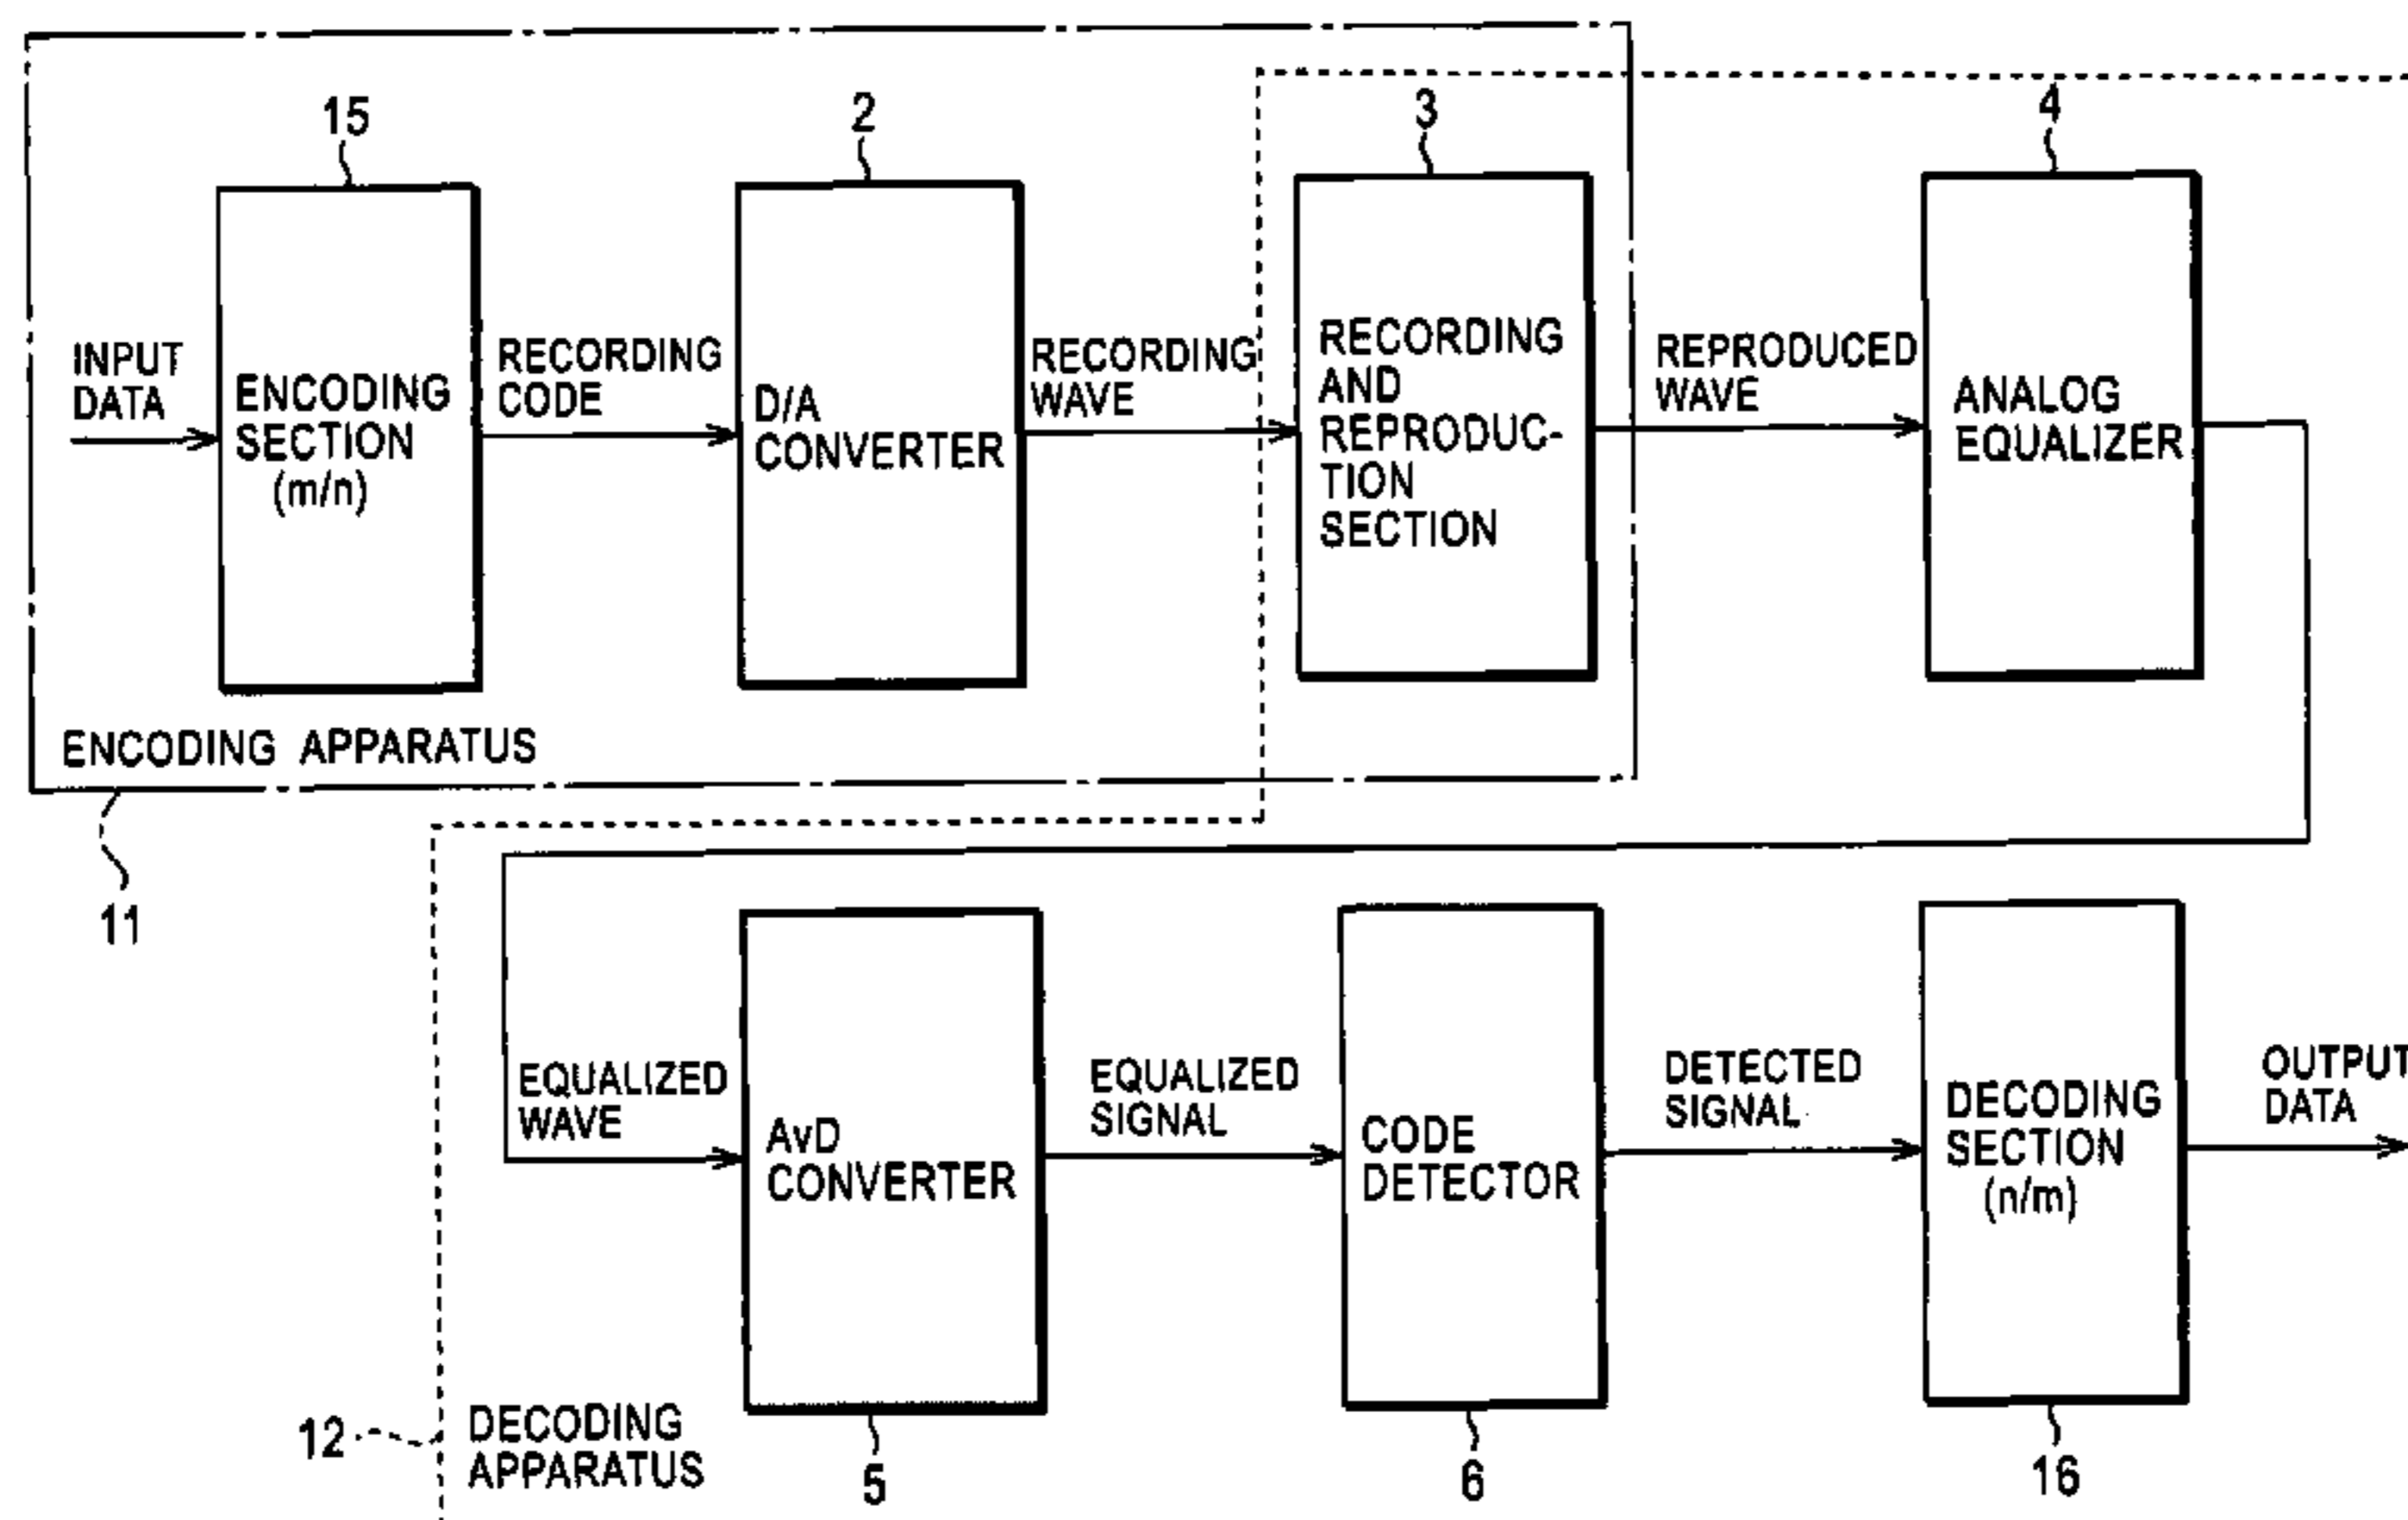 15
2
3
4
INPUT
DATA
ENCODING
SECTION
(m/n)
RECORDING
CODE
D/A
CONVERTER
RECORDING
WAVE
RECORDING
AND
REPRODUC-
TION
SECTION
REPRODUCED
WAVE
ANALOG
EQUALIZER
ENCODING APPARATUS
11
EQUALIZED
WAVE
AvD
CONVERTER
EQUALIZED
SIGNAL
CODE
DETECTOR
DETECTED
SIGNAL
DECODING
SECTION
(n/m)
OUTPUT
DATA
12
DECODING
APPARATUS
5
6
16